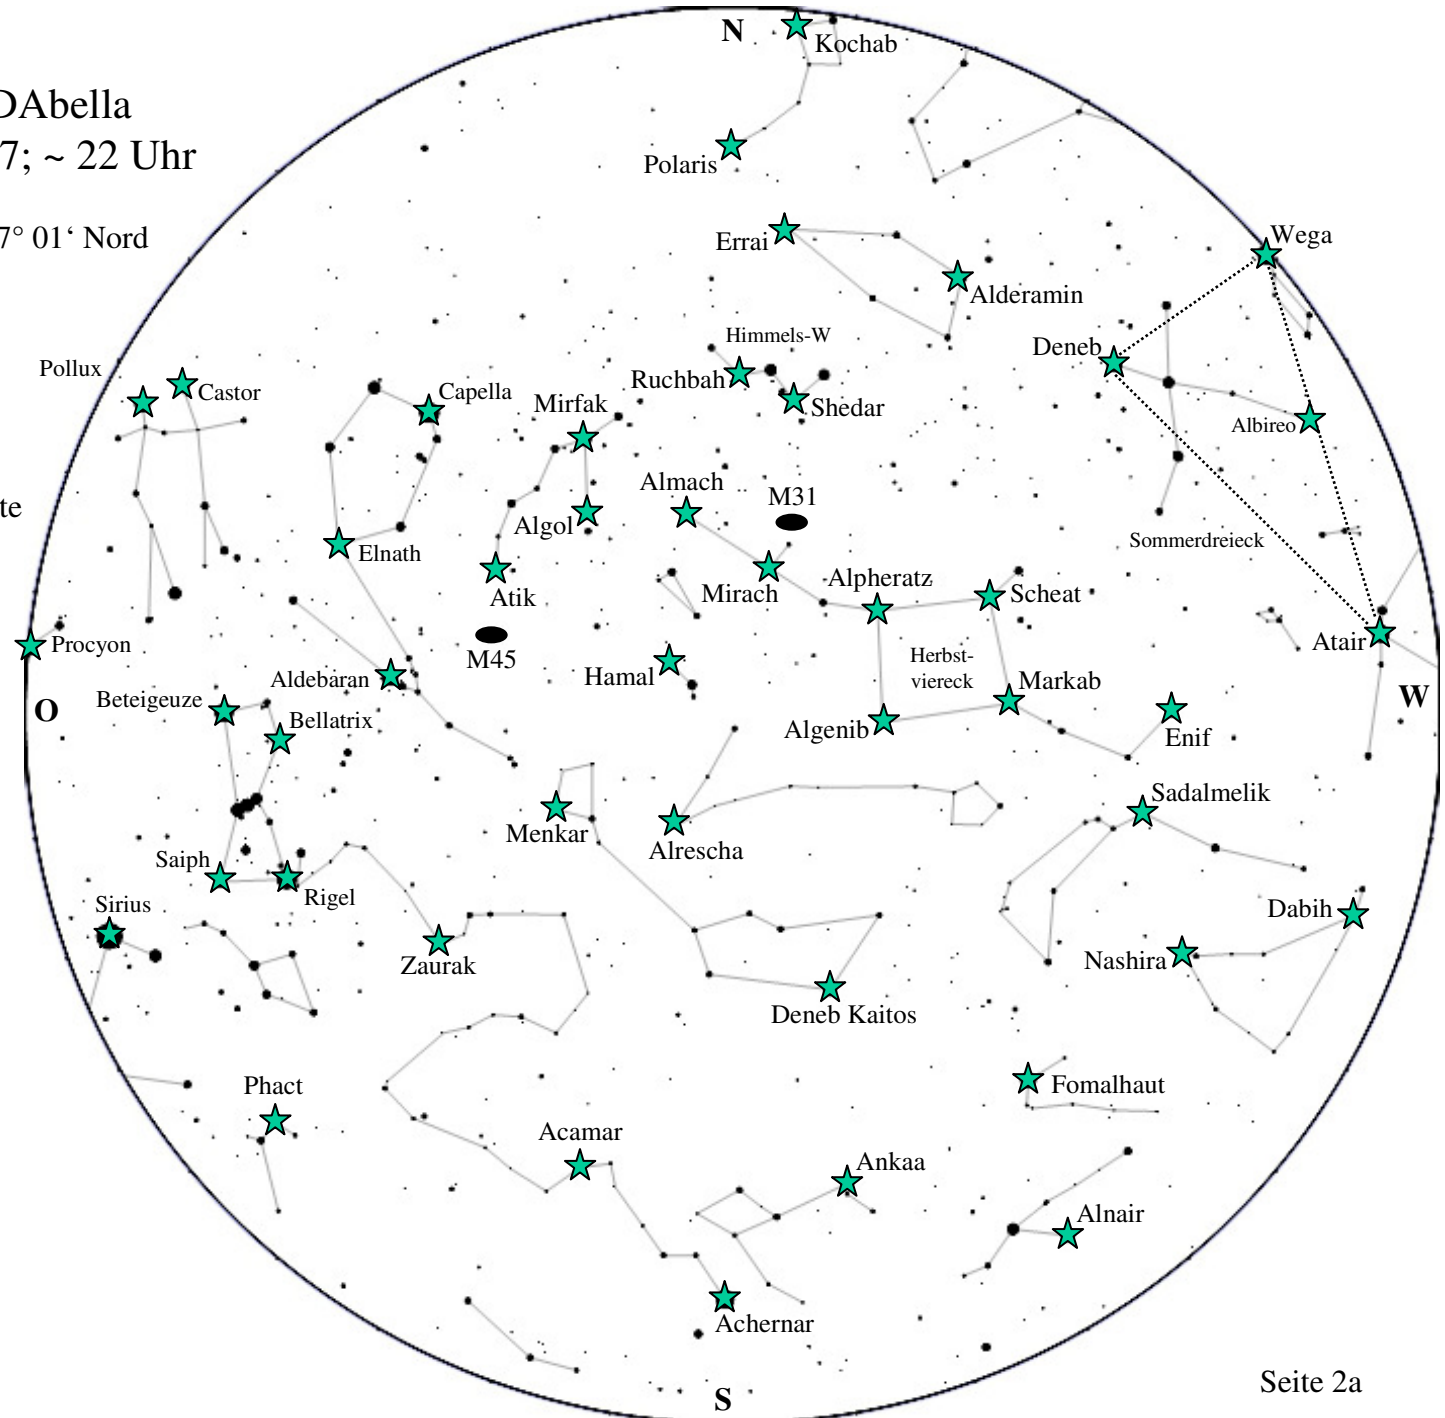 N
Kochab
DAbella
7; ~ 22 Uhr
Polaris
7° 01‘ Nord
Errai
Wega
Alderamin
Himmels-W
Deneb
Pollux
Castor
Capella
Ruchbah
Mirfak
Shedar
Albireo
Almach
M31
te
Algol
Sommerdreieck
Elnath
Atik
Mirach
Alpheratz
Scheat
Procyon
M45
Atair
Hamal
Herbst-
viereck
Aldebaran
Markab
Beteigeuze
O
W
Bellatrix
Algenib
Enif
Sadalmelik
Menkar
Alrescha
Saiph
Rigel
Sirius
Dabih
Zaurak
Nashira
Deneb Kaitos
Phact
Fomalhaut
Acamar
Ankaa
Alnair
Achernar
Seite 2a
S